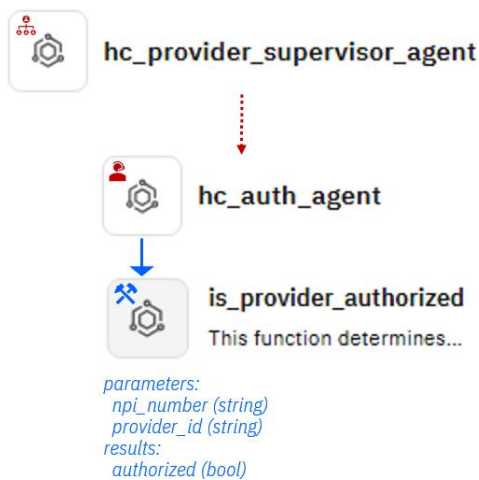 hc_provider_supervisor_agent
hc_auth_agent
is_provider_authorized
This function determines...
parameters:
npi_number (string)
provider_id (string)
results:
authorized (bool)